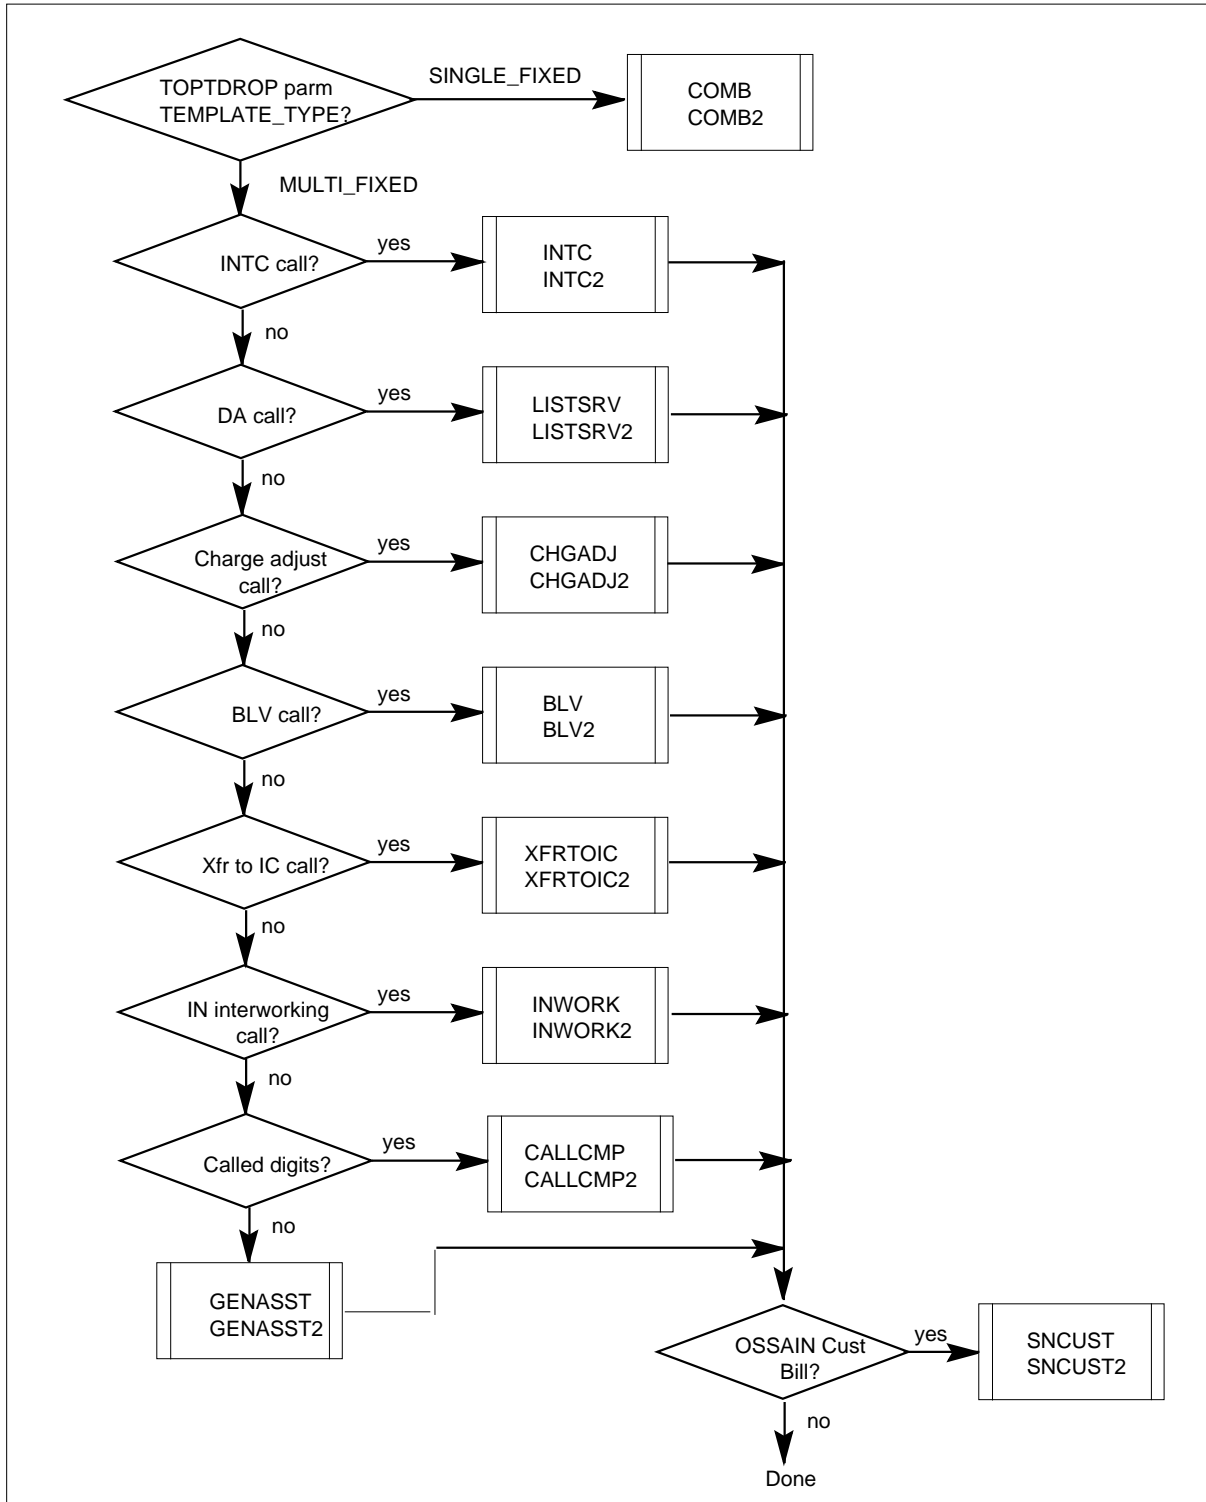 TOPTDROP parm
TEMPLATE_TYPE?
SINGLE_FIXED
COMB
COMB2
MULTI_FIXED
INTC call?
yes
INTC
INTC2
no
DA call?
yes
LISTSRV
LISTSRV2
no
Charge adjust
call?
yes
CHGADJ
CHGADJ2
no
BLV call?
yes
BLV
BLV2
no
Xfr to IC call?
yes
XFRTOIC
XFRTOIC2
no
IN interworking
call?
yes
INWORK
INWORK2
no
Called digits?
yes
CALLCMP
CALLCMP2
no
GENASST
GENASST2
OSSAIN Cust
Bill?
yes
SNCUST
SNCUST2
no
Done